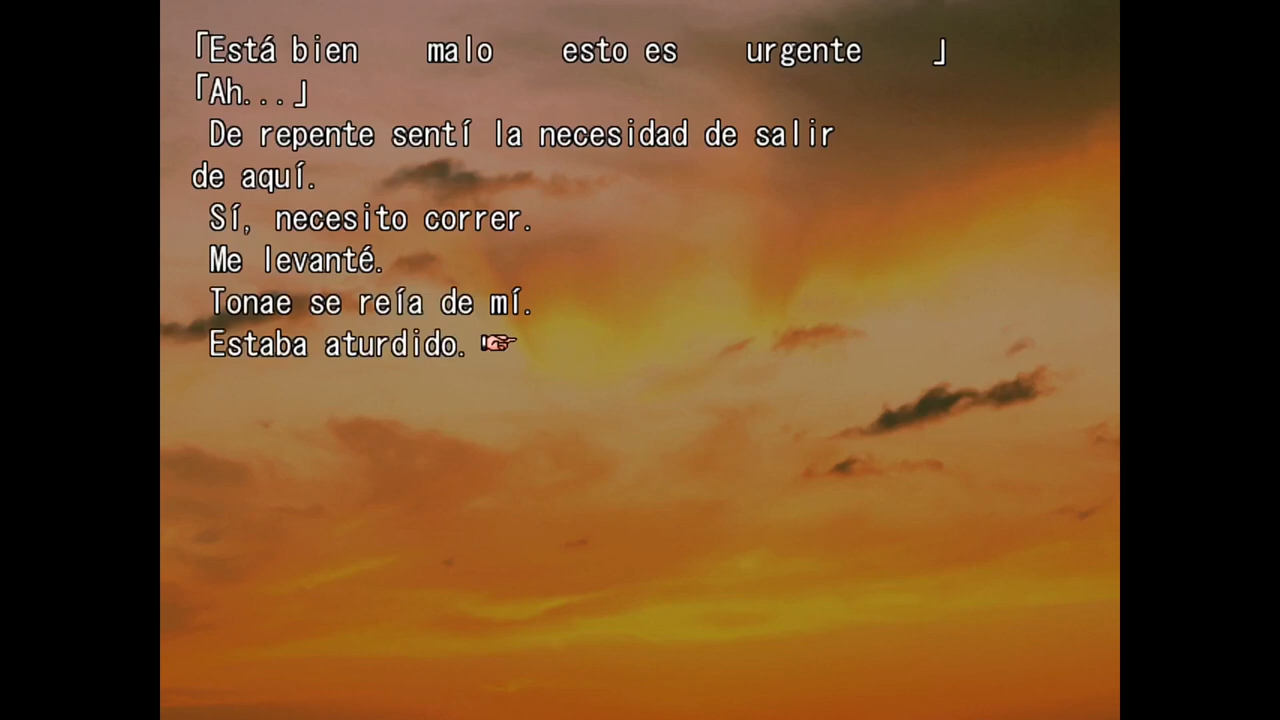 「Está bien    malo    esto es    urgente    」
「Ah...」
De repente sentí la necesidad de salir
de aquí.
Sí, necesito correr.
Me levanté.
Tonae se reía de mí.
Estaba aturdido.